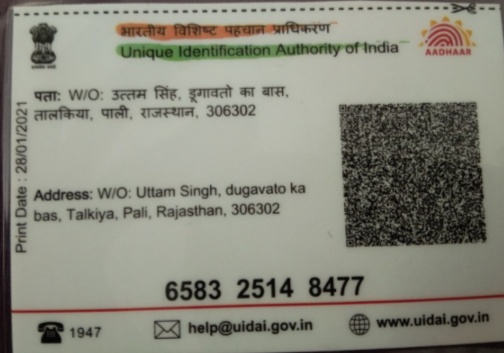 भारतीय विशिष्ट पहचान प्राधिकरण
Unique Identification Authority of India
AADHAAR
पता: W/O: उत्तम सिंह, डूगावतो का बास,
तालकिया, पाली, राजस्थान, 306302
Print Date : 28/01/2021
Address: W/O: Uttam Singh, dugavato ka
bas, Talkiya, Pali, Rajasthan, 306302
6583 2514 8477
1947
help@uidai.gov.in
www.uidai.gov.in